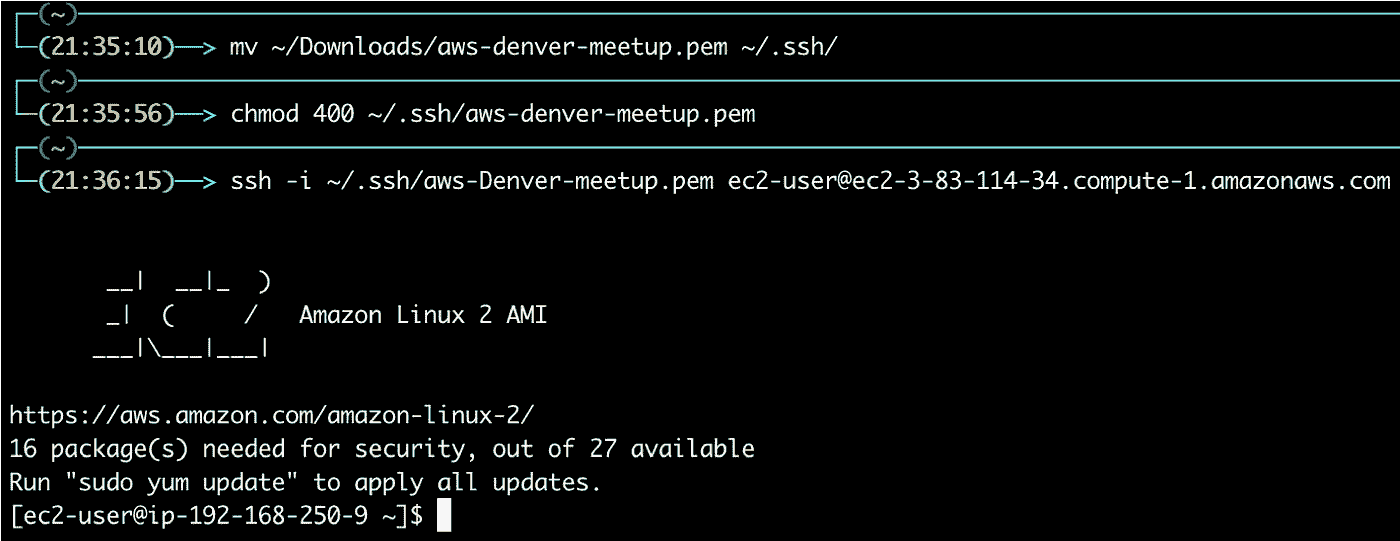 (~)
(21:35:10)—> mv ~/Downloads/aws-denver-meetup.pem ~/.ssh/
(~)
(21:35:56)—> chmod 400 ~/.ssh/aws-denver-meetup.pem
(~)
(21:36:15)—> ssh -i ~/.ssh/aws-Denver-meetup.pem ec2-user@ec2-3-83-114-34.compute-1.amazonaws.com
__|  __|_  )
_|  (     /   Amazon Linux 2 AMI
___|\___|___|
https://aws.amazon.com/amazon-linux-2/
16 package(s) needed for security, out of 27 available
Run "sudo yum update" to apply all updates.
[ec2-user@ip-192-168-250-9 ~]$